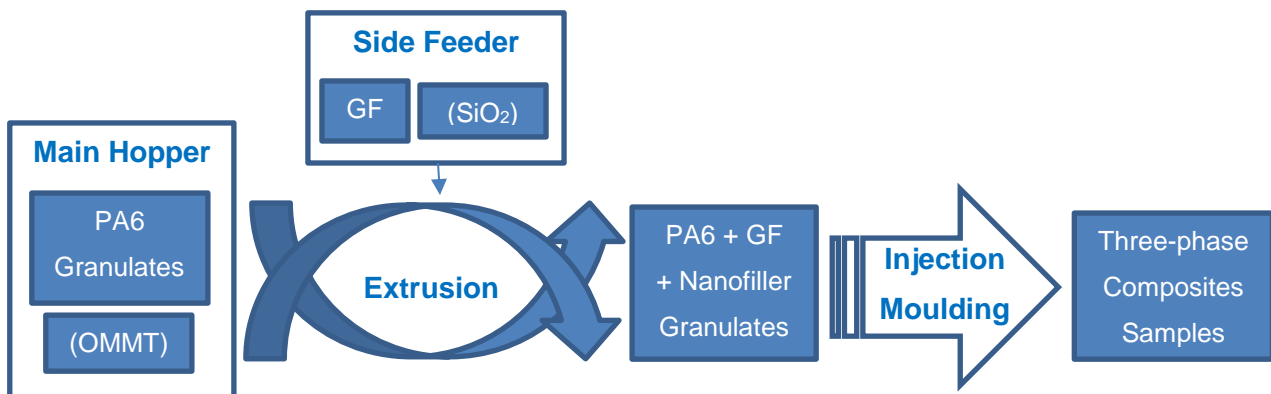 Side Feeder
GF
(SiO₂)
Main Hopper
PA6
Granulates
(OMMT)
Extrusion
PA6 + GF
+ Nanofiller
Granulates
Injection
Moulding
Three-phase
Composites
Samples